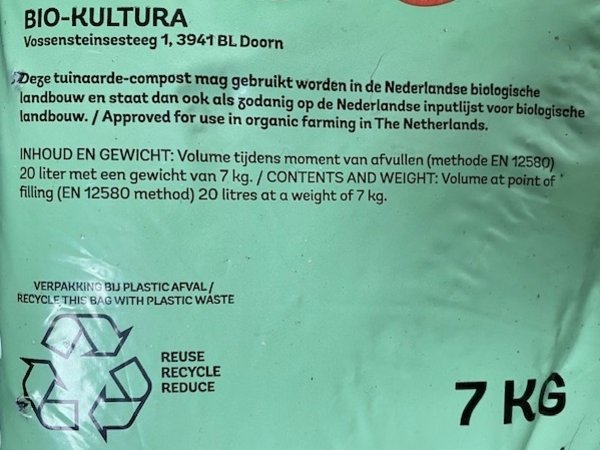 BIO-KULTURA
Vossensteinsesteeg 1, 3941 BL Doorn
Deze tuinaarde-compost mag gebruikt worden in de Nederlandse biologische
landbouw en staat dan ook als zodanig op de Nederlandse inputlijst voor biologische
landbouw. / Approved for use in organic farming in The Netherlands.
INHOUD EN GEWICHT: Volume tijdens moment van afvullen (methode EN 12580)
20 liter met een gewicht van 7 kg. / CONTENTS AND WEIGHT: Volume at point of
filling (EN 12580 method) 20 litres at a weight of 7 kg.
VERPAKKING BIJ PLASTIC AFVAL /
RECYCLE THIS BAG WITH PLASTIC WASTE
REUSE
RECYCLE
REDUCE
7 KG